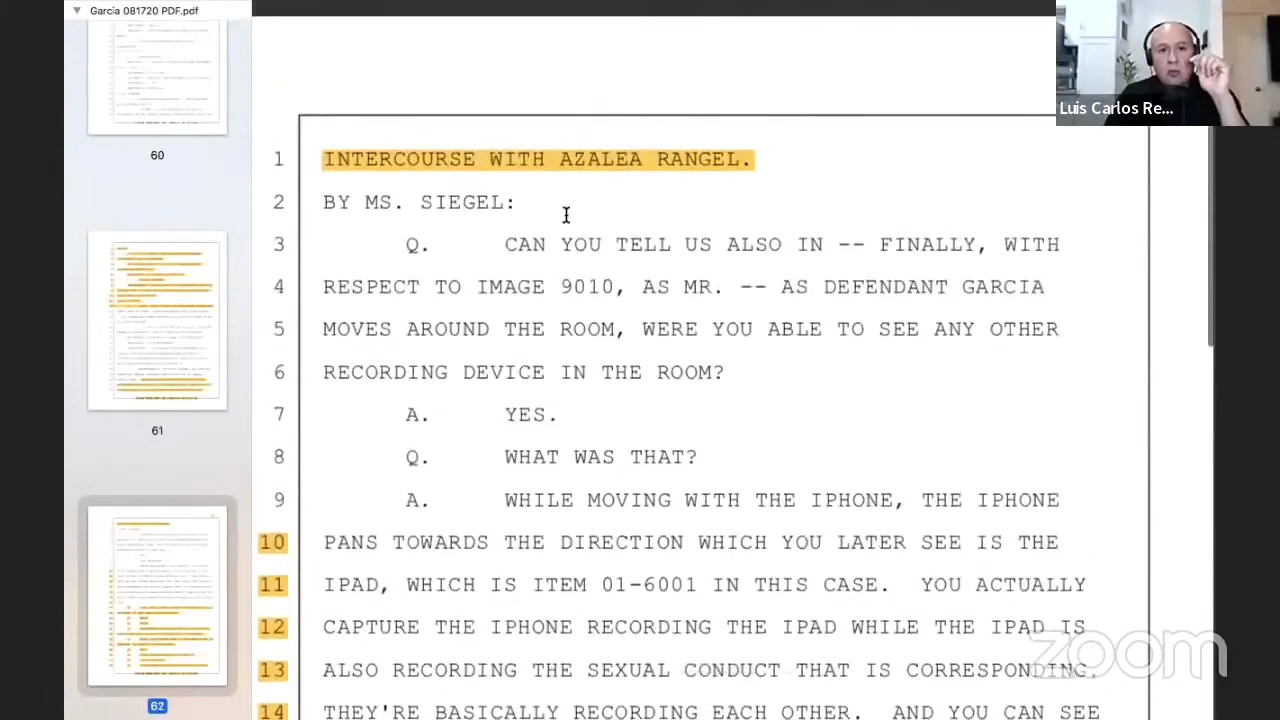 Garcia 081720 PDF.pdf
Luis Carlos Re...
60
61
62
1 INTERCOURSE WITH AZALEA RANGEL.
2 BY MS. SIEGEL:
3 Q. CAN YOU TELL US ALSO IN -- FINALLY, WITH
4 RESPECT TO IMAGE 9010, AS MR. -- AS DEFENDANT GARCIA
5 MOVES AROUND THE ROOM, WERE YOU ABLE TO SEE ANY OTHER
6 RECORDING DEVICE IN THE ROOM?
7 A. YES.
8 Q. WHAT WAS THAT?
9 A. WHILE MOVING WITH THE IPHONE, THE IPHONE
10 PANS TOWARDS THE DIRECTION WHICH YOU LATER SEE IS THE
11 IPAD, WHICH IS ITEM JL-6001 IN THIS CASE. YOU ACTUALLY
12 CAPTURE THE IPHONE RECORDING THE IPAD WHILE THE IPAD IS
13 ALSO RECORDING THE SEXUAL CONDUCT THAT IS
14 THEY'RE BASICALLY RECORDING EACH OTHER. AND YOU CAN SEE
zoom